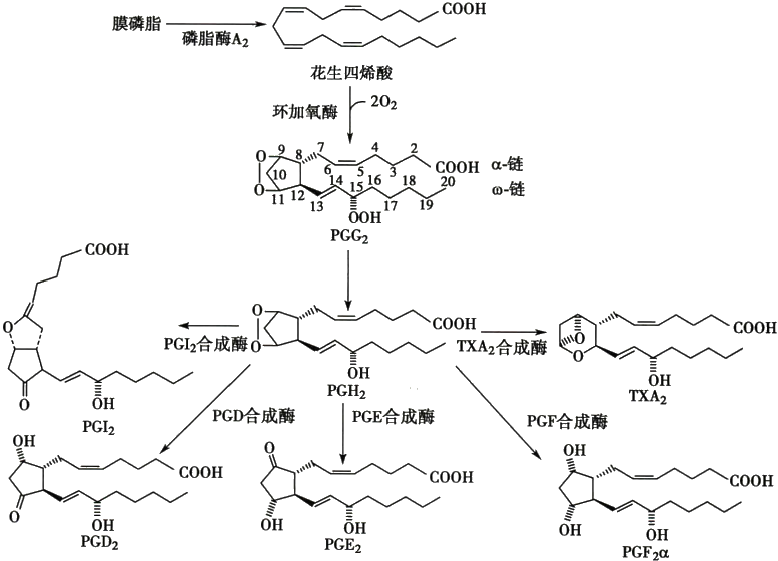 COOH
膜磷脂
磷脂酶A2
花生四烯酸
环加氧酶
2O2
9
7
4
2
8
10
6
5
3
COOH
α-链
14
16
18
20
11
12
15
ω-链
13
17
19
OOH
PGG2
COOH
O
O
O
COOH
COOH
PGI2合成酶
TXA2合成酶
O
O
O
OH
PGH2
OH
TXA2
O
OH
PGI2
PGD合成酶
PGE合成酶
PGF合成酶
OH
O
OH
COOH
COOH
COOH
O
OH
PGD2
OH
OH
PGE2
OH
OH
PGF2α